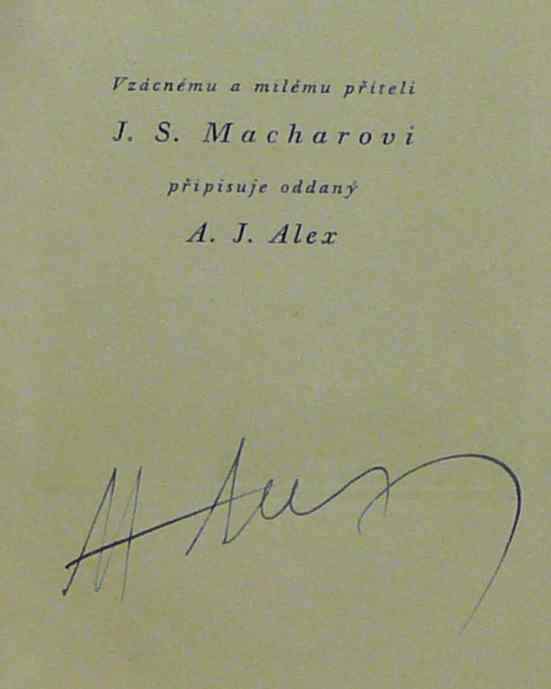 Vzácnému a milému příteli
J. S. Macharovi
připisuje oddaný
A. J. Alex